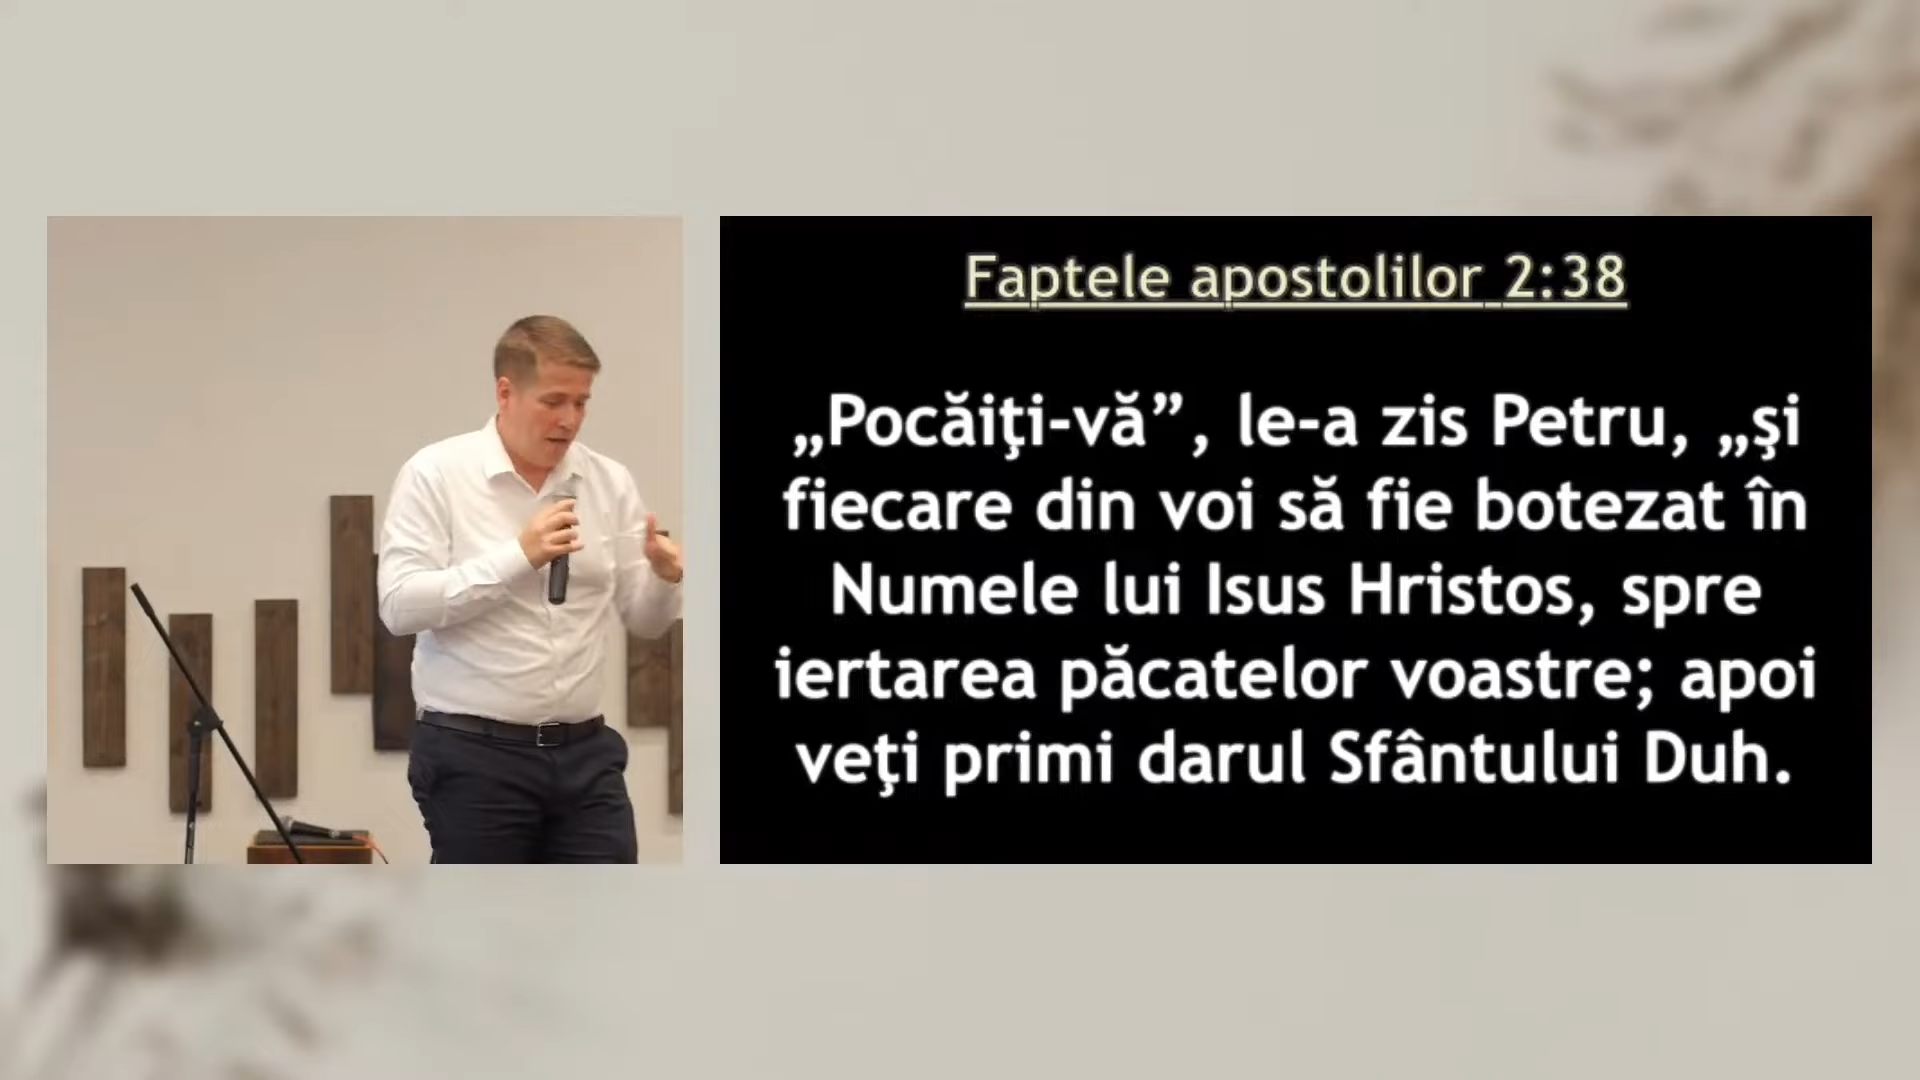 Faptele apostolilor 2:38
„Pocăiţi-vă”, le-a zis Petru, „şi
fiecare din voi să fie botezat în
Numele lui Isus Hristos, spre
iertarea păcatelor voastre; apoi
veţi primi darul Sfântului Duh.